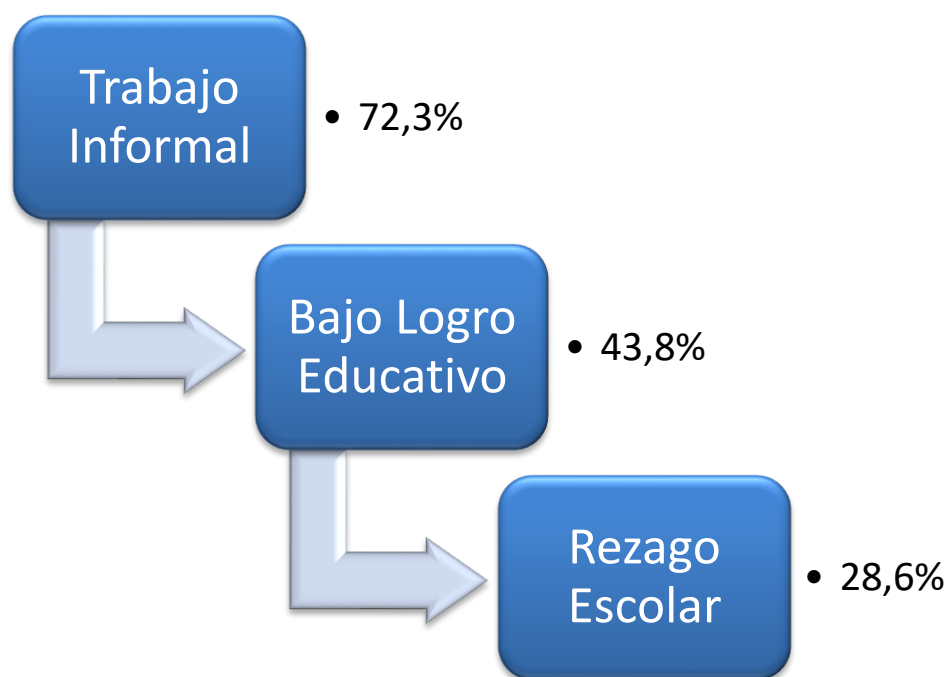 Trabajo
Informal
• 72,3%
Bajo Logro
Educativo
• 43,8%
Rezago
Escolar
• 28,6%